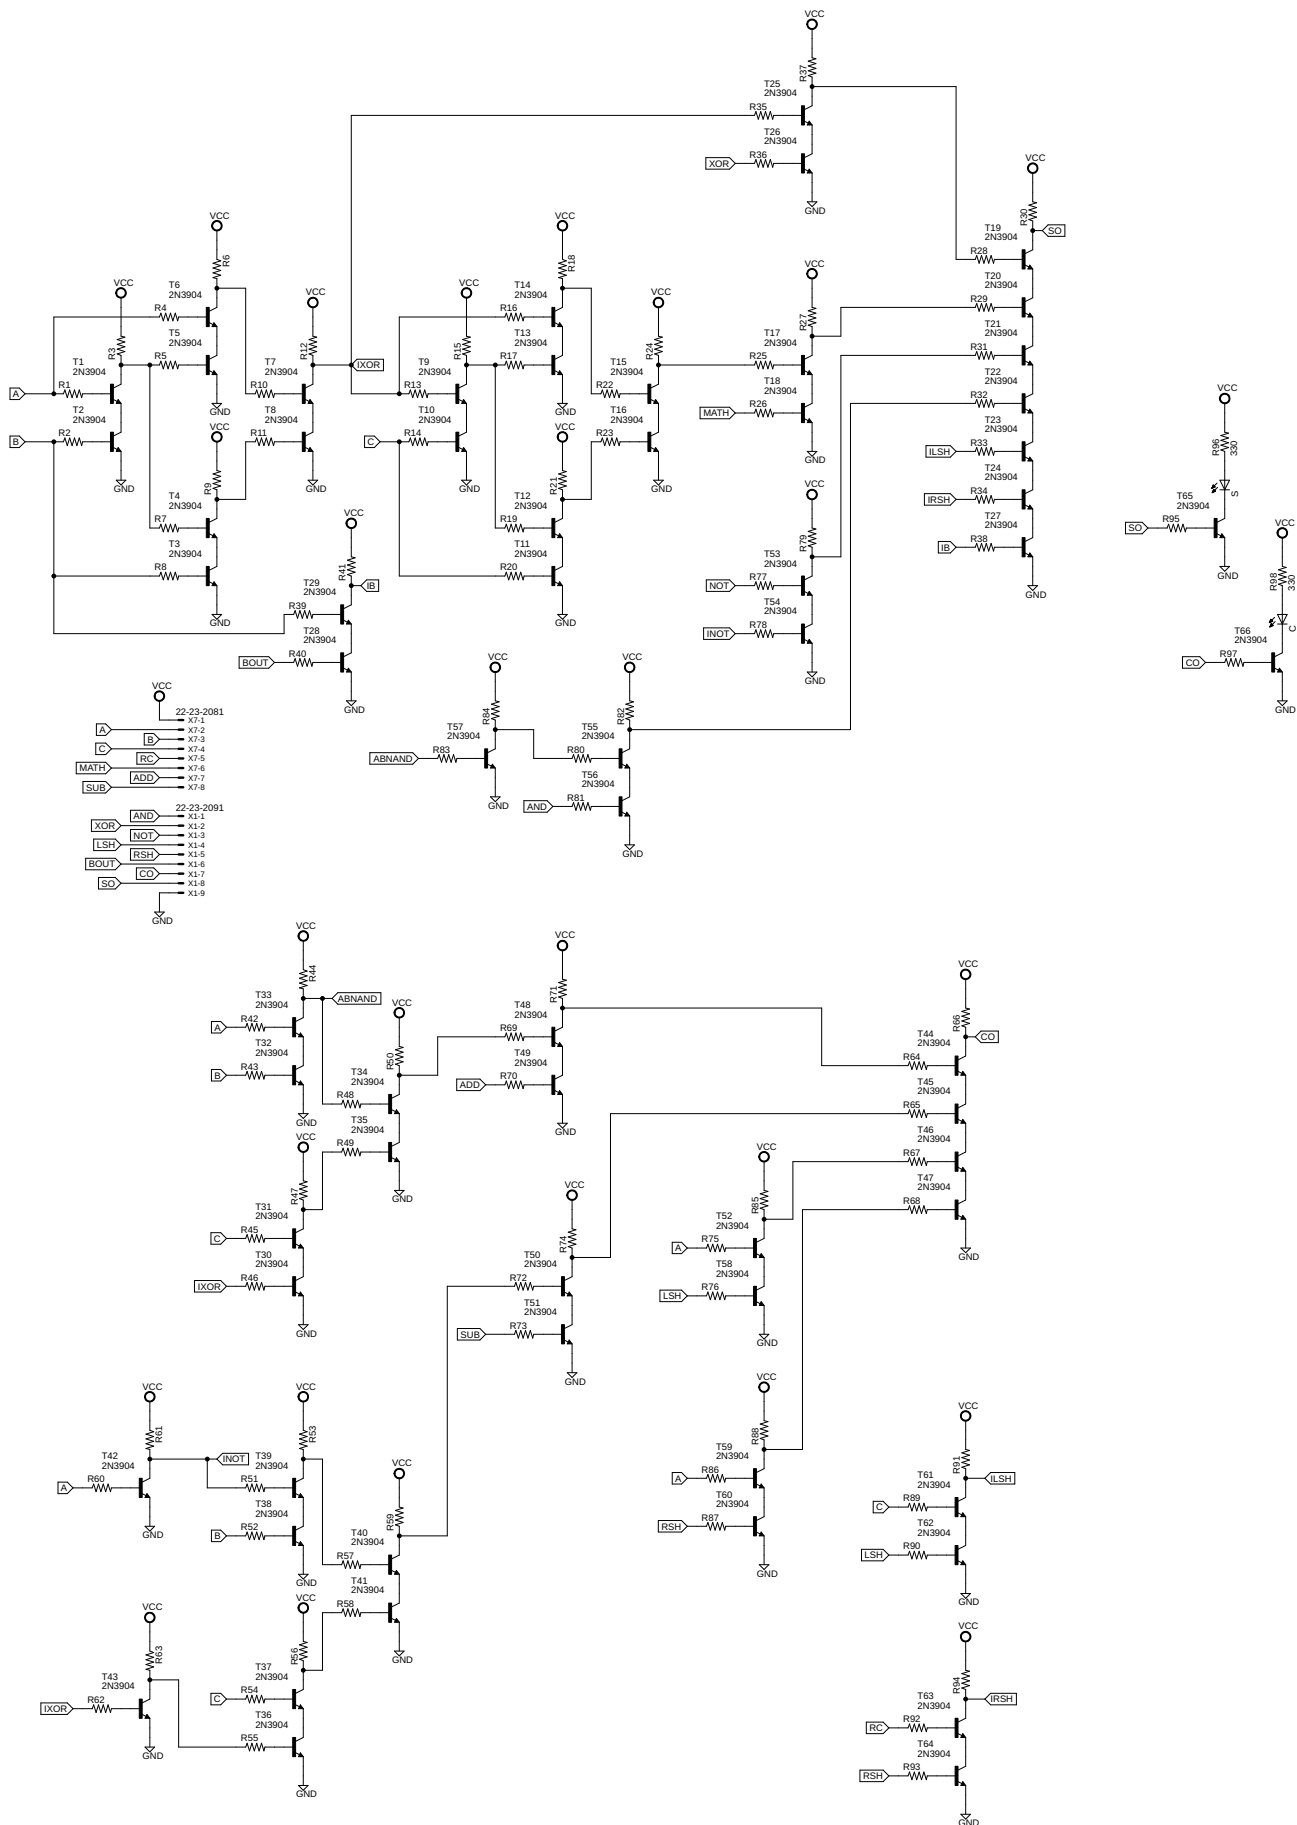 VCC
R37
T25
2N3904
R35
T26
2N3904
XOR
R36
GND
VCC
R30
SO
T19
2N3904
R28
T20
2N3904
R29
T21
2N3904
R31
T22
2N3904
R32
T23
2N3904
ILSH
R33
T24
2N3904
IRSH
R34
T27
2N3904
IB
R38
GND
VCC
R6
T6
2N3904
R4
T5
2N3904
R5
GND
VCC
R3
T1
2N3904
A
R1
T2
2N3904
B
R2
GND
VCC
R9
T4
2N3904
R7
T3
2N3904
R8
GND
VCC
R12
IXOR
T7
2N3904
R10
T8
2N3904
R11
GND
VCC
R18
T14
2N3904
R16
T13
2N3904
R17
GND
VCC
R15
T9
2N3904
R13
T10
2N3904
C
R14
GND
VCC
R21
T12
2N3904
R19
T11
2N3904
R20
GND
VCC
R24
T15
2N3904
R22
T16
2N3904
R23
GND
VCC
R27
T17
2N3904
R25
T18
2N3904
MATH
R26
GND
VCC
R79
T53
2N3904
NOT
R77
T54
2N3904
INOT
R78
GND
VCC
R41
IB
T29
2N3904
R39
T28
2N3904
BOUT
R40
GND
VCC
R96
330
S
T65
2N3904
SO
R95
GND
VCC
R98
330
C
T66
2N3904
CO
R97
GND
VCC
R84
T57
2N3904
ABNAND
R83
GND
VCC
R82
T55
2N3904
R80
T56
2N3904
AND
R81
GND
VCC
22-23-2081
X7-1
A
X7-2
B
X7-3
C
X7-4
RC
X7-5
MATH
X7-6
ADD
X7-7
SUB
X7-8
22-23-2091
AND
X1-1
XOR
X1-2
NOT
X1-3
LSH
X1-4
RSH
X1-5
BOUT
X1-6
CO
X1-7
SO
X1-8
X1-9
GND
VCC
R44
ABNAND
T33
2N3904
A
R42
T32
2N3904
B
R43
GND
VCC
R50
T34
2N3904
R48
T35
2N3904
R49
GND
VCC
R47
T31
2N3904
C
R45
T30
2N3904
IXOR
R46
GND
VCC
R71
T48
2N3904
R69
T49
2N3904
ADD
R70
GND
VCC
R66
CO
T44
2N3904
R64
T45
2N3904
R65
T46
2N3904
R67
T47
2N3904
R68
GND
VCC
R74
T50
2N3904
R72
T51
2N3904
SUB
R73
GND
VCC
R85
T52
2N3904
A
R75
T58
2N3904
LSH
R76
GND
VCC
R61
INOT
T42
2N3904
A
R60
GND
VCC
R53
T39
2N3904
R51
T38
2N3904
B
R52
GND
VCC
R59
T40
2N3904
R57
T41
2N3904
R58
GND
VCC
R63
T43
2N3904
IXOR
R62
GND
VCC
R56
T37
2N3904
C
R54
T36
2N3904
R55
GND
VCC
R88
T59
2N3904
A
R86
T60
2N3904
RSH
R87
GND
VCC
R91
ILSH
T61
2N3904
C
R89
T62
2N3904
LSH
R90
GND
VCC
R94
IRSH
T63
2N3904
RC
R92
T64
2N3904
RSH
R93
GND